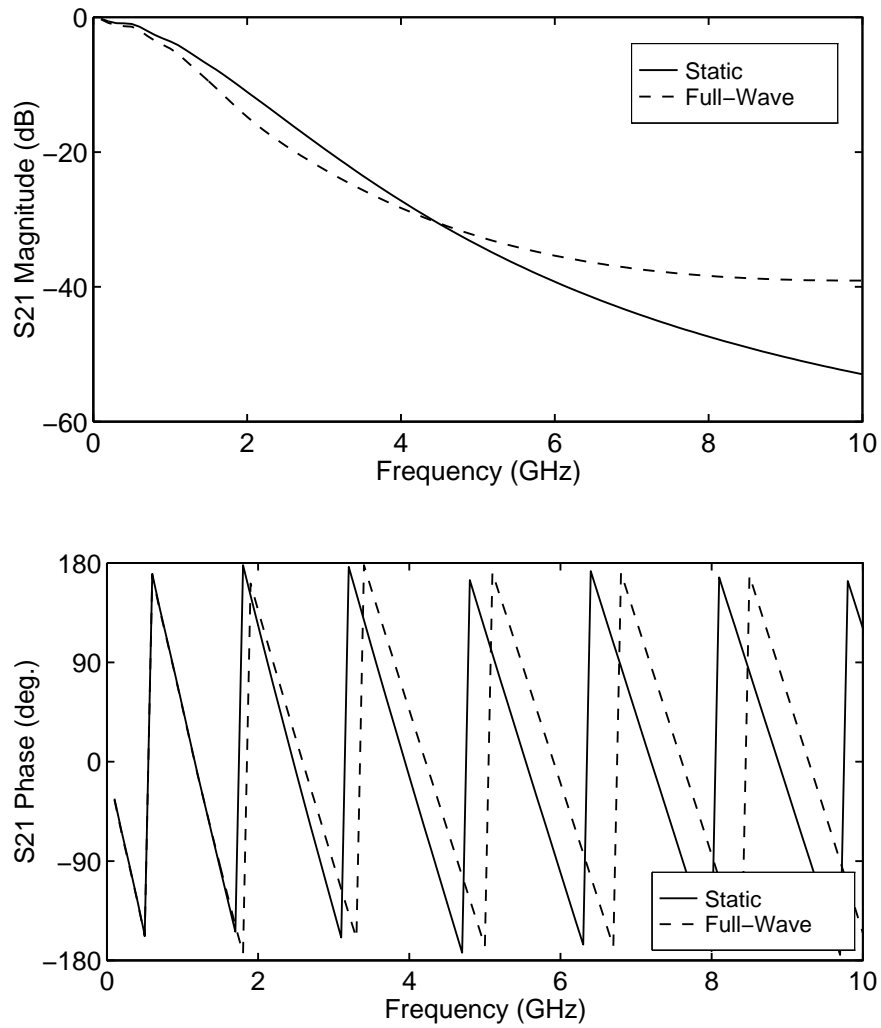 0
−20
−40
−60
S21 Magnitude (dB)
Static
Full−Wave
0 2 4 6 8 10
Frequency (GHz)
180
90
0
−90
−180
S21 Phase (deg.)
Static
Full−Wave
0 2 4 6 8 10
Frequency (GHz)